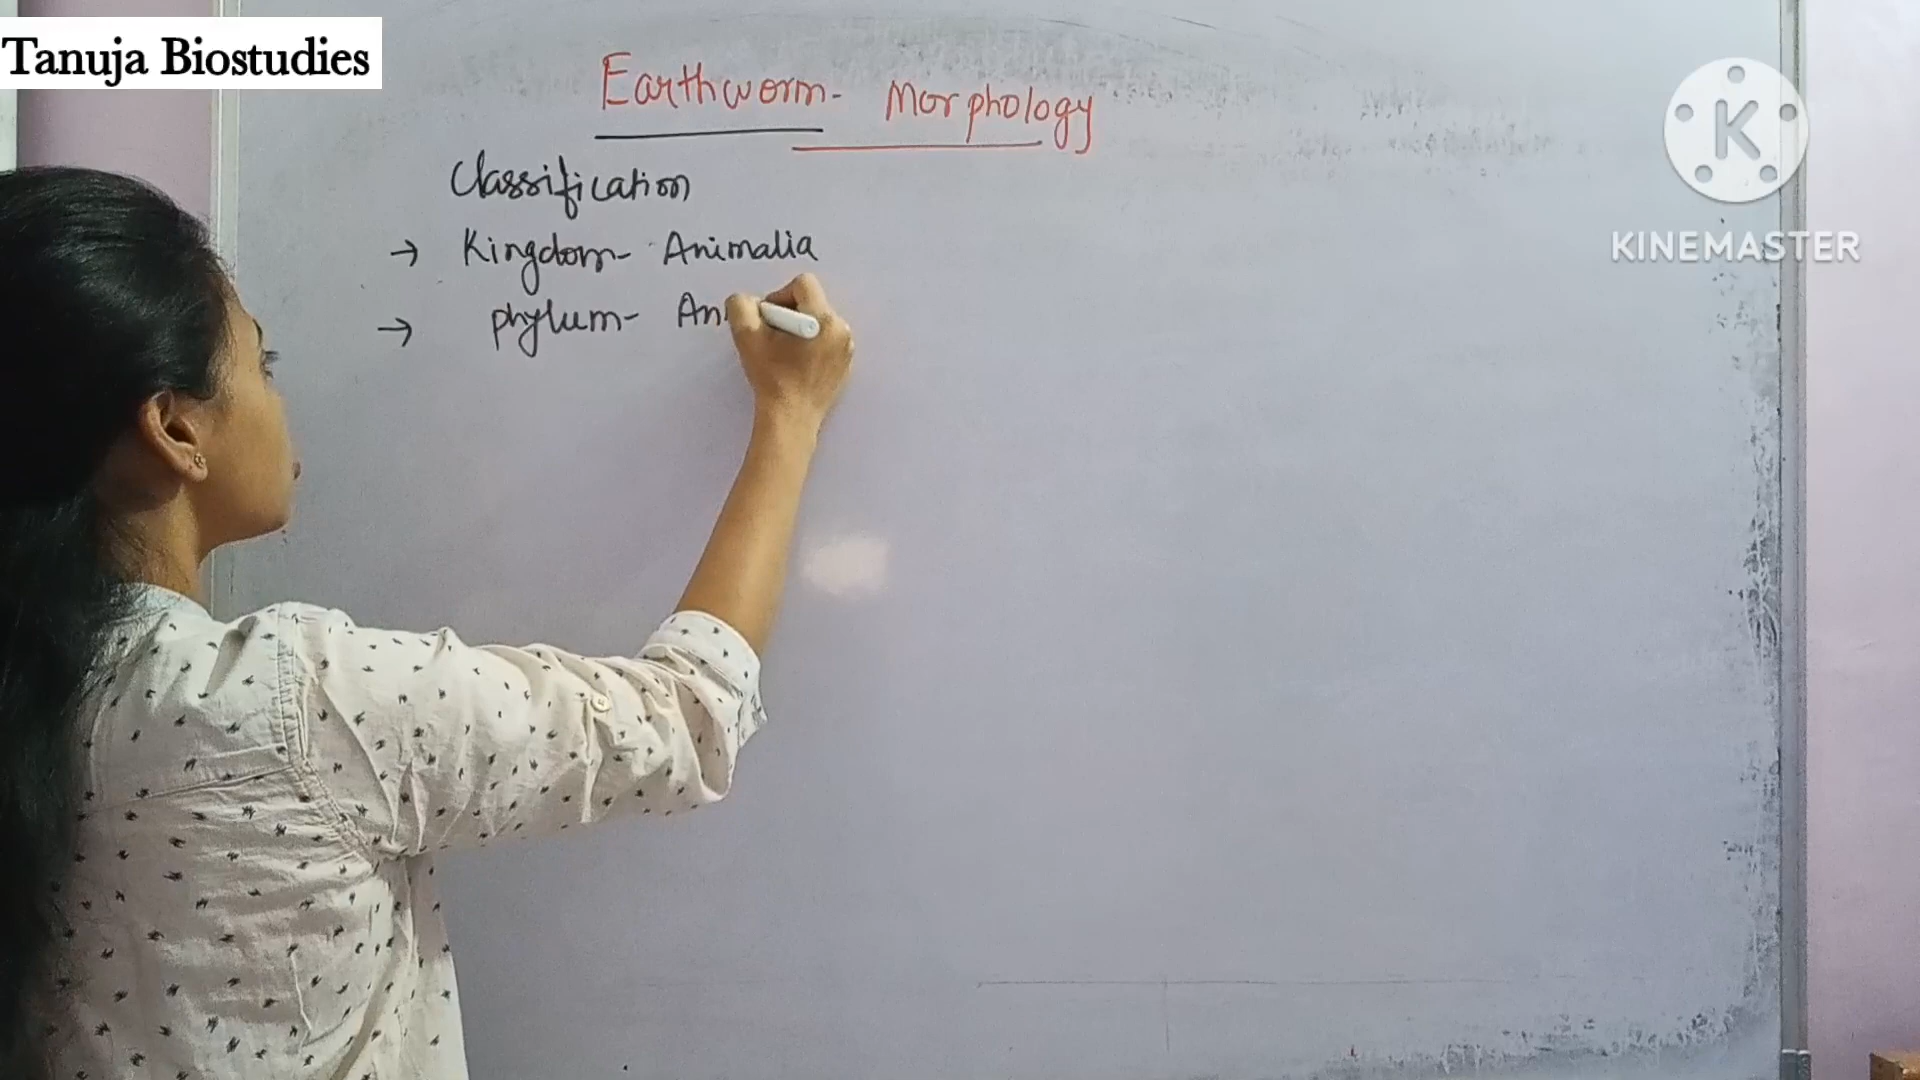 Tanuja Biostudies
Earthworm- Morphology
Classification
→ Kingdom- Animalia
→ phylum- An
K
KINEMASTER